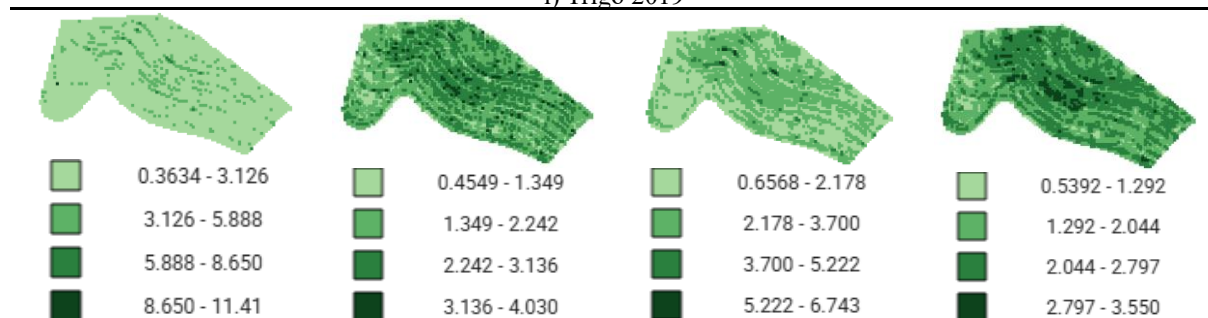 Trigo 2019
0.3634 - 3.126 0.4549 - 1.349 0.6568 - 2.178 0.5392 - 1.292
3.126 - 5.888 1.349 - 2.242 2.178 - 3.700 1.292 - 2.044
5.888 - 8.650 2.242 - 3.136 3.700 - 5.222 2.044 - 2.797
8.650 - 11.41 3.136 - 4.030 5.222 - 6.743 2.797 - 3.550